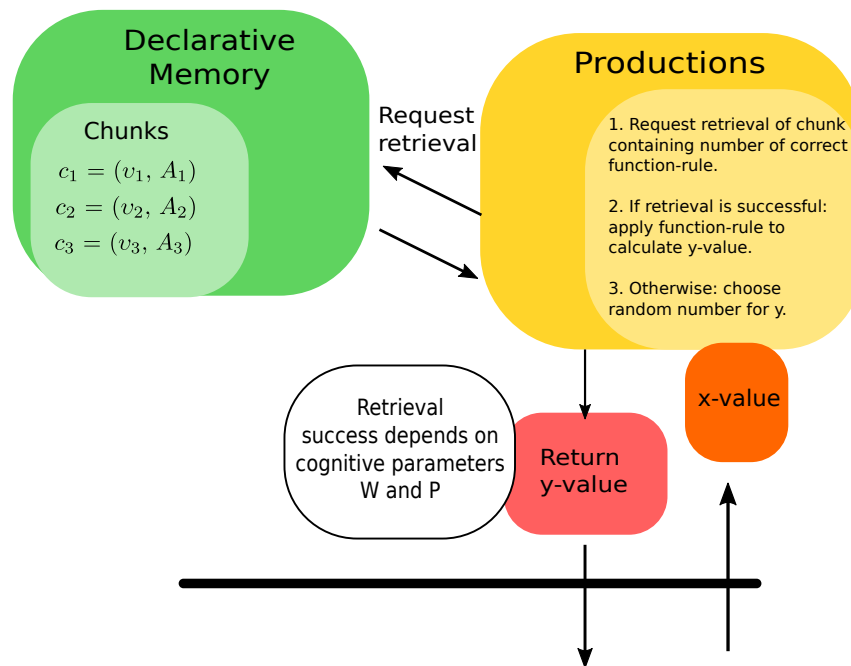 Declarative
Memory
Chunks
c₁ = (v₁, A₁)
c₂ = (v₂, A₂)
c₃ = (v₃, A₃)
Request
retrieval
Productions
1. Request retrieval of chunk
containing number of correct
function-rule.
2. If retrieval is successful:
apply function-rule to
calculate y-value.
3. Otherwise: choose
random number for y.
x-value
Retrieval
success depends on
cognitive parameters
W and P
Return
y-value